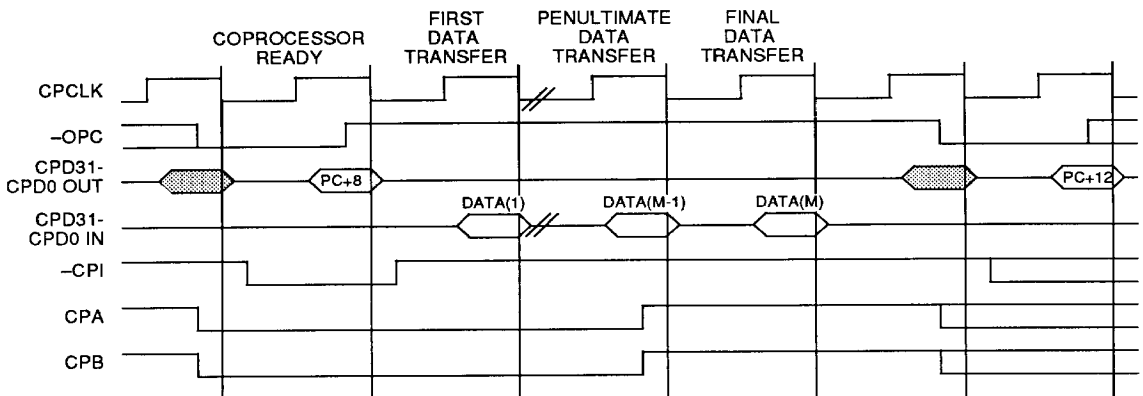 COPROCESSOR
READY
FIRST
DATA
TRANSFER
PENULTIMATE
DATA
TRANSFER
FINAL
DATA
TRANSFER
CPCLK
–OPC
CPD31-
CPD0 OUT
PC+8
PC+12
CPD31-
CPD0 IN
DATA(1)
DATA(M-1)
DATA(M)
–CPI
CPA
CPB